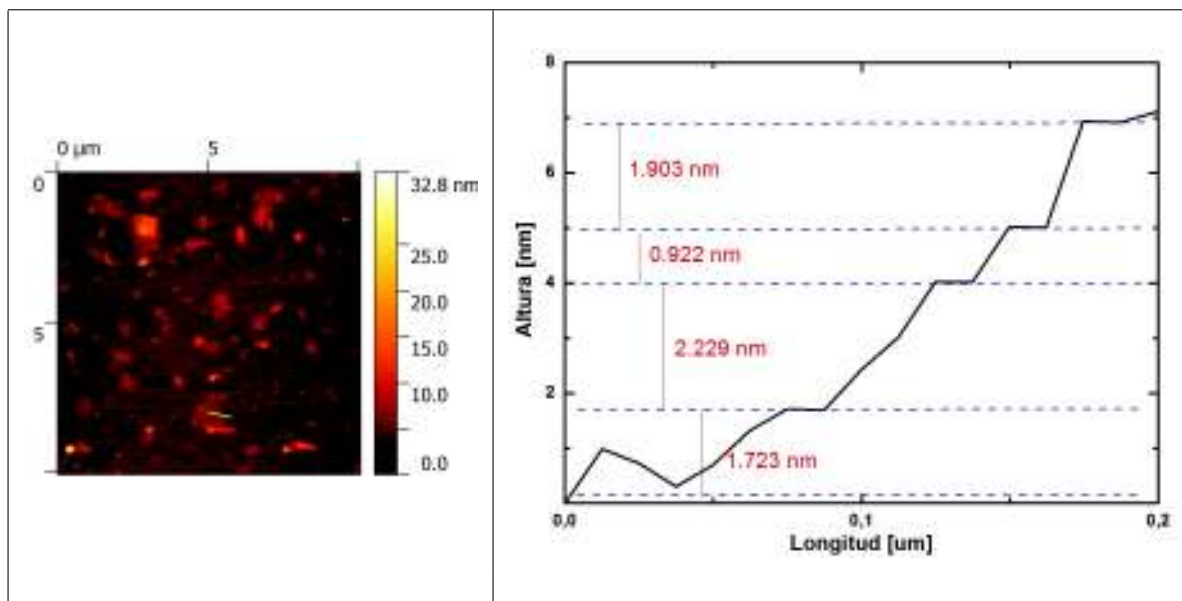 0 µm 5
0
5
32.8 nm
25.0
20.0
15.0
10.0
0.0
8
6
4
2
Altura [nm]
1.903 nm
0.922 nm
2.229 nm
1.723 nm
0,0 0,1 0,2
Longitud [um]